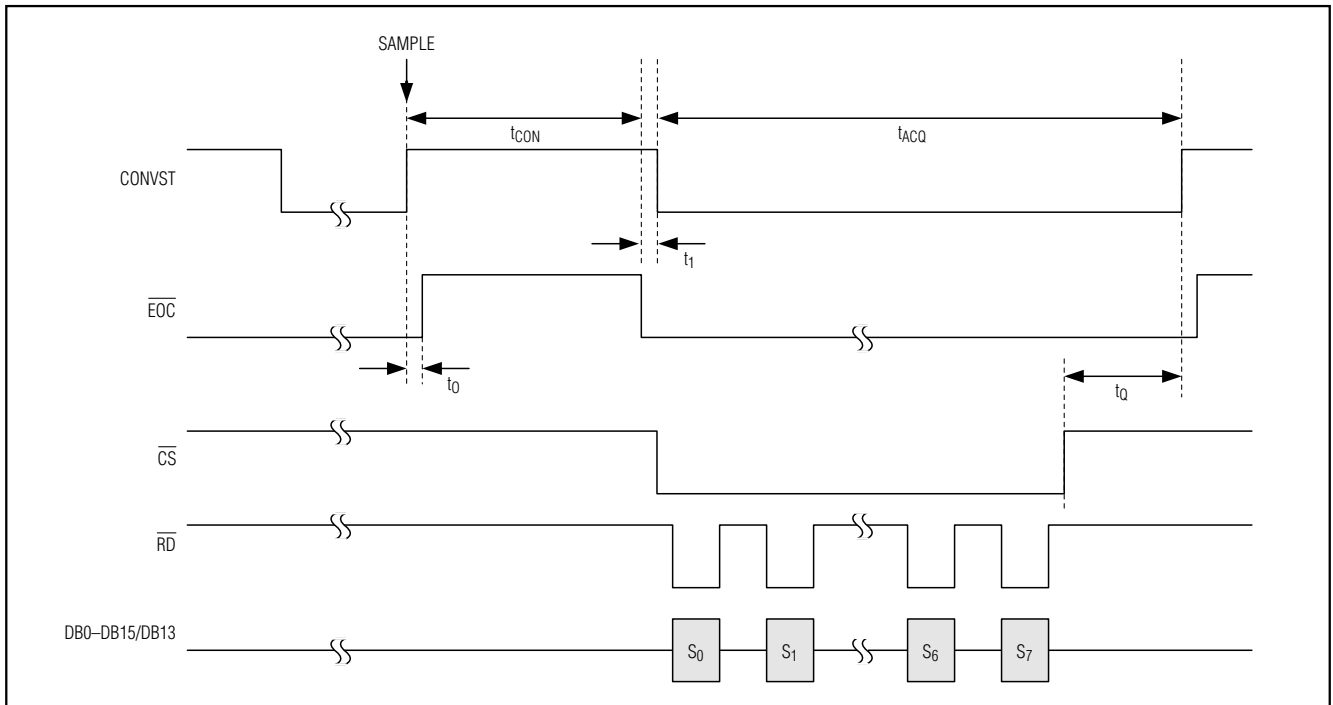 SAMPLE
tCON
tACQ
CONVST
t1
EOC
t0
tQ
CS
RD
DB0–DB15/DB13
S0
S1
S6
S7